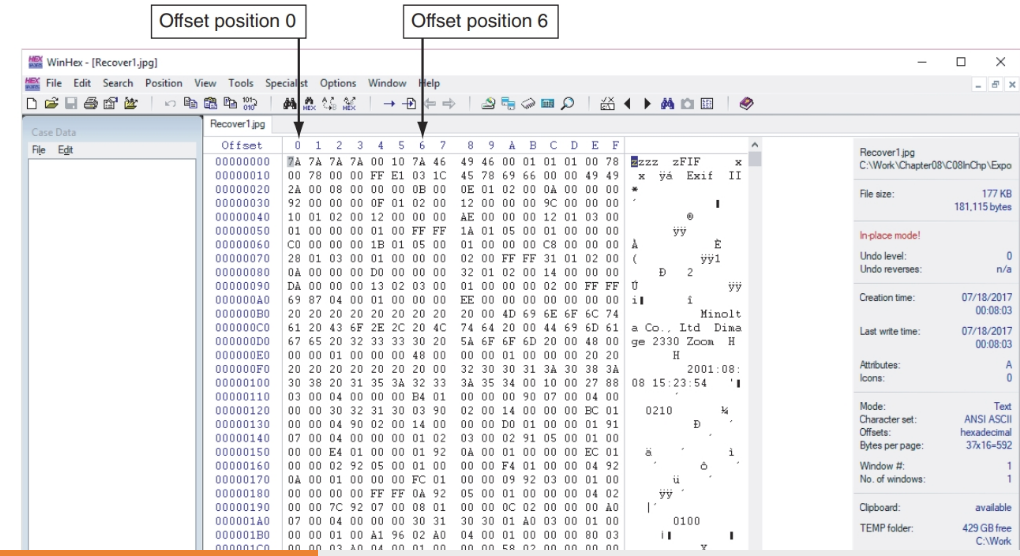 Offset position 0 Offset position 6
WinHex - [Recover1.jpg]
File Edit Search Position View Tools Specialist Options Window Help
Recover1.jpg
Case Data
File Edit
Offset 0 1 2 3 4 5 6 7 8 9 A B C D E F
00000000 7A 7A 7A 7A 00 10 7A 46 49 46 00 01 01 01 00 78 zzzz zFIF x
00000010 00 78 00 00 FF E1 03 1C 45 78 69 66 00 00 49 49 x ÿá Exif II
00000020 2A 00 08 00 00 00 0B 00 0E 01 02 00 0A 00 00 00 *
00000030 92 00 00 00 0F 01 02 00 12 00 00 00 9C 00 00 00 ´
00000040 10 01 02 00 12 00 00 00 AE 00 00 00 12 01 03 00 ®
00000050 01 00 00 00 01 00 FF FF 1A 01 05 00 01 00 00 00 ÿÿ
00000060 C0 00 00 00 1B 01 05 00 01 00 00 00 C8 00 00 00 À È
00000070 28 01 03 00 01 00 00 00 02 00 FF FF 31 01 02 00 ( ÿÿ1
00000080 0A 00 00 00 D0 00 00 00 32 01 02 00 14 00 00 00 Ð 2
00000090 DA 00 00 00 13 02 03 00 01 00 00 00 02 00 FF FF Ú ÿÿ
000000A0 69 87 04 00 01 00 00 00 EE 00 00 00 00 00 00 00 i î
000000B0 20 20 20 20 20 20 20 20 20 00 4D 69 6E 6F 6C 74 Minolt
000000C0 61 20 43 6F 2E 2C 20 4C 74 64 20 00 44 69 6D 61 a Co., Ltd Dima
000000D0 67 65 20 32 33 33 30 20 5A 6F 6F 6D 20 00 48 00 ge 2330 Zoom H
000000E0 00 00 01 00 00 00 48 00 00 00 01 00 00 00 20 20 H
000000F0 20 20 20 20 20 20 20 00 32 30 30 31 3A 30 38 3A 2001:08:
00000100 30 38 20 31 35 3A 32 33 3A 35 34 00 10 00 27 88 08 15:23:54 '
00000110 03 00 04 00 00 00 B4 01 00 00 00 90 07 00 04 00 ´
00000120 00 00 30 32 31 30 03 90 02 00 14 00 00 00 BC 01 0210 ¼
00000130 00 00 04 90 02 00 14 00 00 00 D0 01 00 00 01 91 Ð ´
00000140 07 00 04 00 00 00 01 02 03 00 02 91 05 00 01 00 ´
00000150 00 00 E4 01 00 00 01 92 0A 00 01 00 00 00 EC 01 ä ´ ì
00000160 00 00 02 92 05 00 01 00 00 00 F4 01 00 00 04 92 ´ ô ´
00000170 0A 00 01 00 00 00 FC 01 00 00 09 92 03 00 01 00 ü ´
00000180 00 00 00 00 FF FF 0A 92 05 00 01 00 00 00 04 02 ÿÿ ´
00000190 00 00 7C 92 07 00 08 01 00 00 0C 02 00 00 00 A0 |´
000001A0 07 00 04 00 00 00 30 31 30 30 01 A0 03 00 01 00 0100
000001B0 00 00 01 00 A1 96 02 A0 04 00 01 00 00 00 80 03
000001C0 00 00 03 A0 04 00 01 00 00 00 58 02 00 00 00 00 X
Recover1.jpg
C:\Work\Chapter08\C08InChp\Expo
File size: 177 KB
181,115 bytes
In-place mode!
Undo level: 0
Undo reverses: n/a
Creation time: 07/18/2017
00:08:03
Last write time: 07/18/2017
00:08:03
Attributes: A
Icons: 0
Mode: Text
Character set: ANSI ASCII
Offsets: hexadecimal
Bytes per page: 37x16=592
Window #: 1
No. of windows: 1
Clipboard: available
TEMP folder: 429 GB free
C:\Work